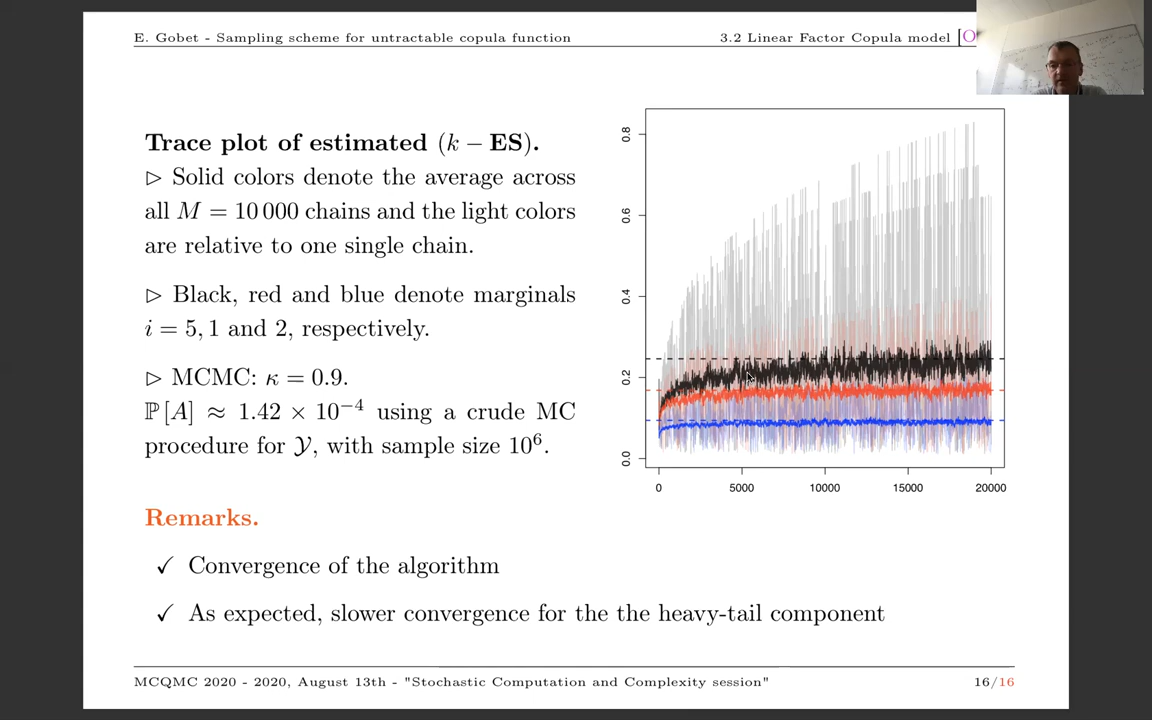 E. Gobet - Sampling scheme for untractable copula function
3.2 Linear Factor Copula model [O
Trace plot of estimated (k − ES).
▷ Solid colors denote the average across
all M = 10 000 chains and the light colors
are relative to one single chain.
▷ Black, red and blue denote marginals
i = 5, 1 and 2, respectively.
▷ MCMC: κ = 0.9.
ℙ[A] ≈ 1.42 × 10⁻⁴ using a crude MC
procedure for 𝒴, with sample size 10⁶.
0.8
0.6
0.4
0.2
0.0
0 5000 10000 15000 20000
Remarks.
✓ Convergence of the algorithm
✓ As expected, slower convergence for the the heavy-tail component
MCQMC 2020 - 2020, August 13th - "Stochastic Computation and Complexity session"
16/16